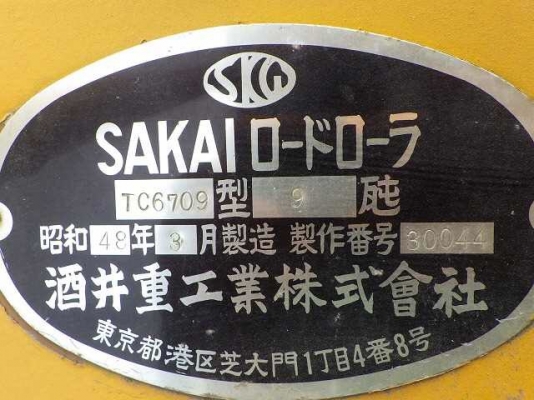 SKW
SAKAI ロードローラ
TC6709 型 9 瓲
昭和 48 年 3 月製造 製作番号 30044
酒井重工業株式會社
東京都港区芝大門1丁目4番8号